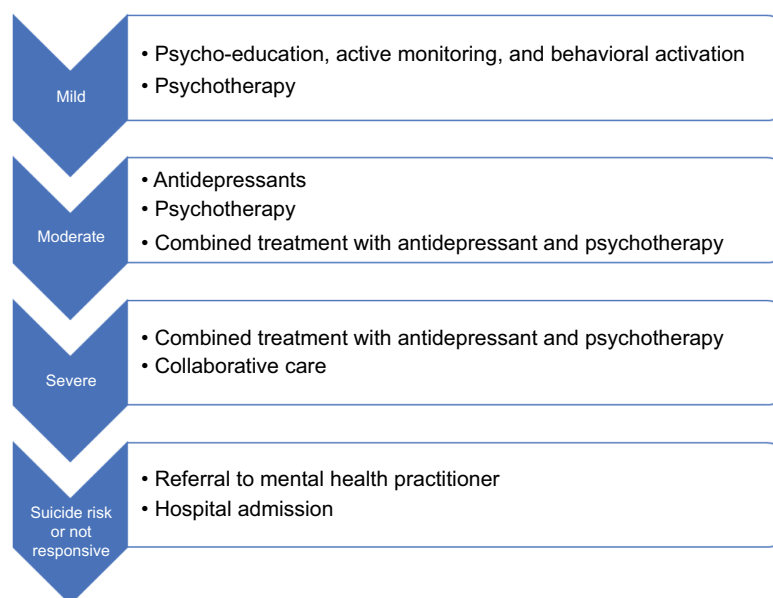 Mild
• Psycho-education, active monitoring, and behavioral activation
• Psychotherapy
Moderate
• Antidepressants
• Psychotherapy
• Combined treatment with antidepressant and psychotherapy
Severe
• Combined treatment with antidepressant and psychotherapy
• Collaborative care
Suicide risk
or not
responsive
• Referral to mental health practitioner
• Hospital admission